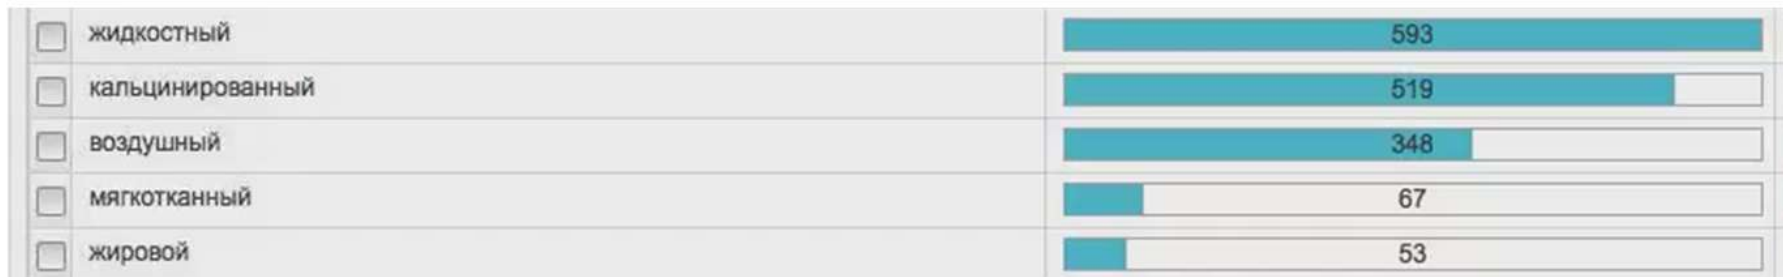 жидкостный 593
кальцинированный 519
воздушный 348
мягкотканный 67
жировой 53